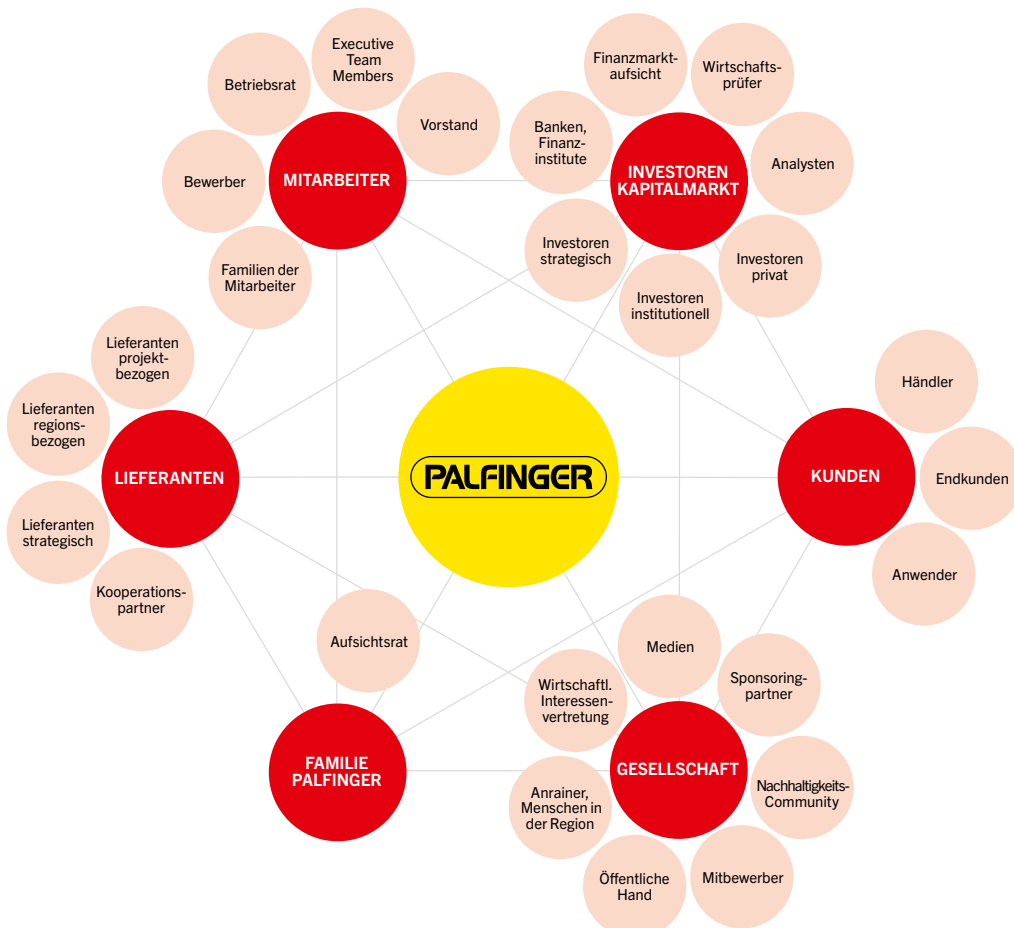 Executive
Team
Members
Betriebsrat
Vorstand
Bewerber
MITARBEITER
Familien der
Mitarbeiter
Finanzmarkt-
aufsicht
Wirtschafts-
prüfer
Banken,
Finanz-
institute
Analysten
INVESTOREN
KAPITALMARKT
Investoren
strategisch
Investoren
privat
Investoren
institutionell
Lieferanten
projekt-
bezogen
Lieferanten
regions-
bezogen
LIEFERANTEN
Lieferanten
strategisch
Kooperations-
partner
PALFINGER
Händler
KUNDEN
Endkunden
Anwender
Aufsichtsrat
FAMILIE
PALFINGER
Medien
Wirtschaftl.
Interessen-
vertretung
Sponsoring-
partner
GESELLSCHAFT
Anrainer,
Menschen in
der Region
Nachhaltigkeits-
Community
Öffentliche
Hand
Mitbewerber